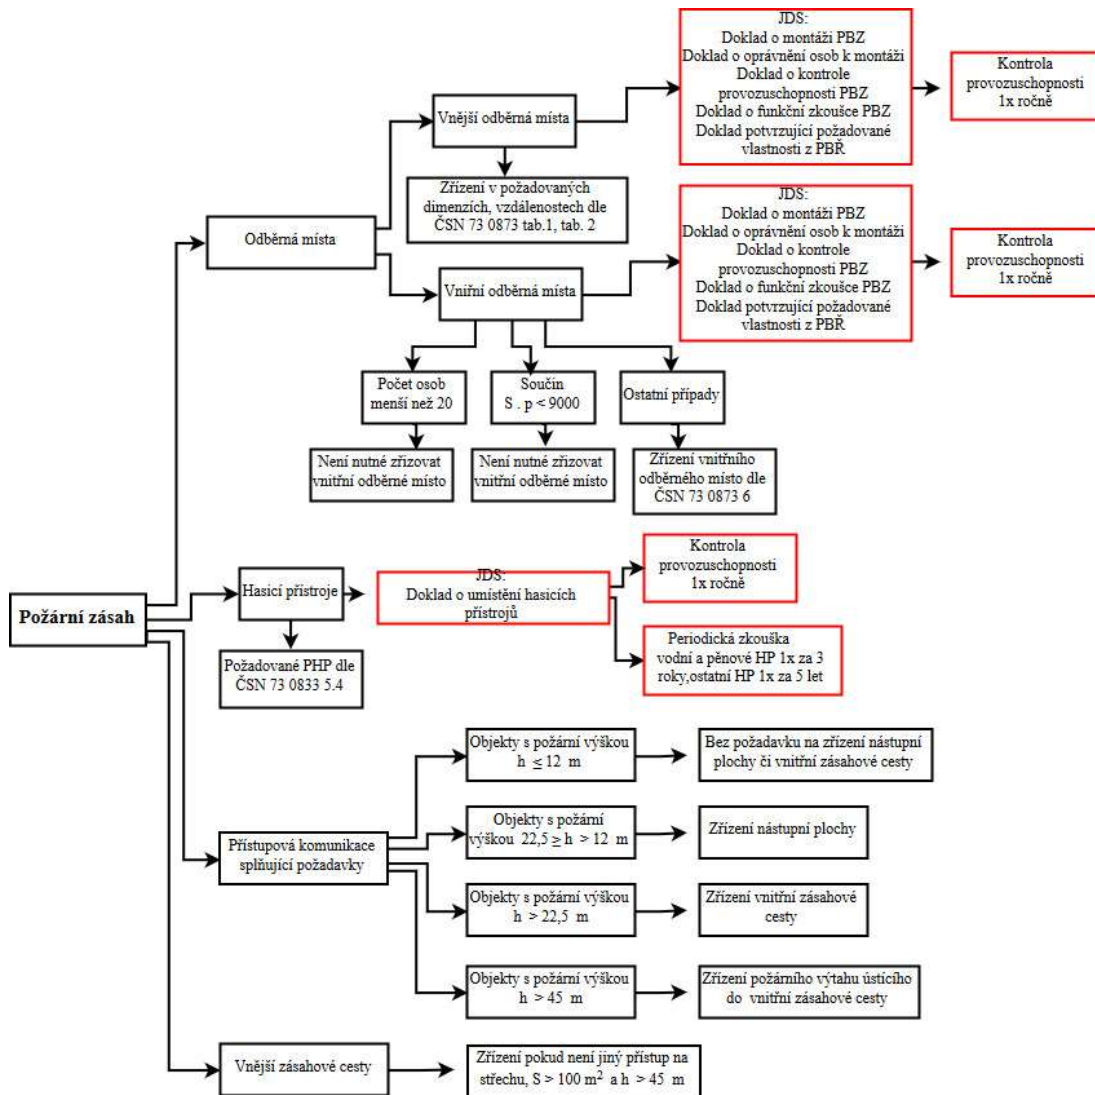 JDS:
Doklad o montáži PBZ
Doklad o oprávnění osob k montáži
Doklad o kontrole
provozuschopnosti PBZ
Doklad o funkční zkoušce PBZ
Doklad potvrzující požadované
vlastnosti z PBŘ
Kontrola
provozuschopnosti
1x ročně
Vnější odběrná místa
Zřízení v požadovaných
dimenzích, vzdálenostech dle
ČSN 73 0873 tab.1, tab. 2
Odběrná místa
JDS:
Doklad o montáži PBZ
Doklad o oprávnění osob k montáži
Doklad o kontrole
provozuschopnosti PBZ
Doklad o funkční zkoušce PBZ
Doklad potvrzující požadované
vlastnosti z PBŘ
Kontrola
provozuschopnosti
1x ročně
Vniřní odběrná místa
Počet osob
menší než 20
Součin
S . p < 9000
Ostatní případy
Není nutné zřizovat
vnitřní odběrné místo
Není nutné zřizovat
vnitřní odběrné místo
Zřízení vnitřního
odběrného místo dle
ČSN 73 0873 6
Požární zásah
Hasicí přístroje
JDS:
Doklad o umístění hasicích
přístrojů
Kontrola
provozuschopnosti
1x ročně
Periodická zkouška
vodní a pěnové HP 1x za 3
roky,ostatní HP 1x za 5 let
Požadované PHP dle
ČSN 73 0833 5.4
Přístupová komunikace
splňující požadavky
Objekty s požární výškou
h ≤ 12 m
Bez požadavku na zřízení nástupní
plochy či vnitřní zásahové cesty
Objekty s požární
výškou 22,5 ≥ h > 12 m
Zřízení nástupní plochy
Objekty s požární výškou
h > 22,5 m
Zřízení vnitřní zásahové
cesty
Objekty s požární výškou
h > 45 m
Zřízení požárního výtahu ústícího
do vnitřní zásahové cesty
Vnější zásahové cesty
Zřízení pokud není jiný přístup na
střechu, S > 100 m² a h > 45 m